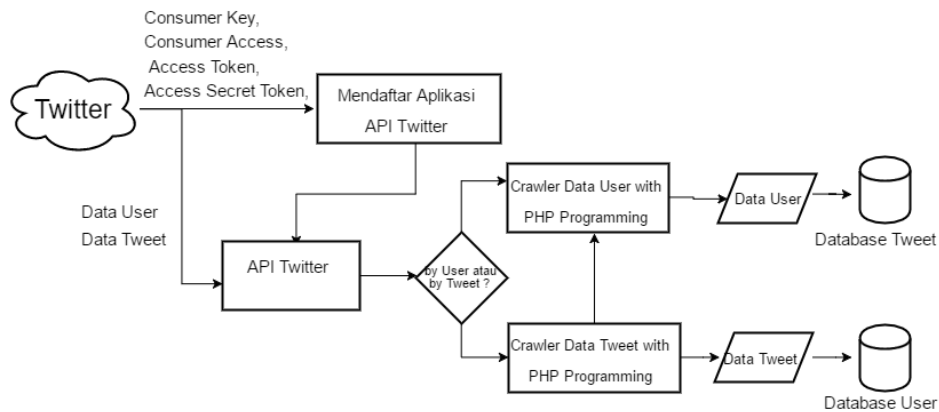 Consumer Key,
Consumer Access,
Access Token,
Access Secret Token,
Twitter
Mendaftar Aplikasi
API Twitter
Data User
Data Tweet
API Twitter
by User atau
by Tweet ?
Crawler Data User with
PHP Programming
Data User
Database Tweet
Crawler Data Tweet with
PHP Programming
Data Tweet
Database User